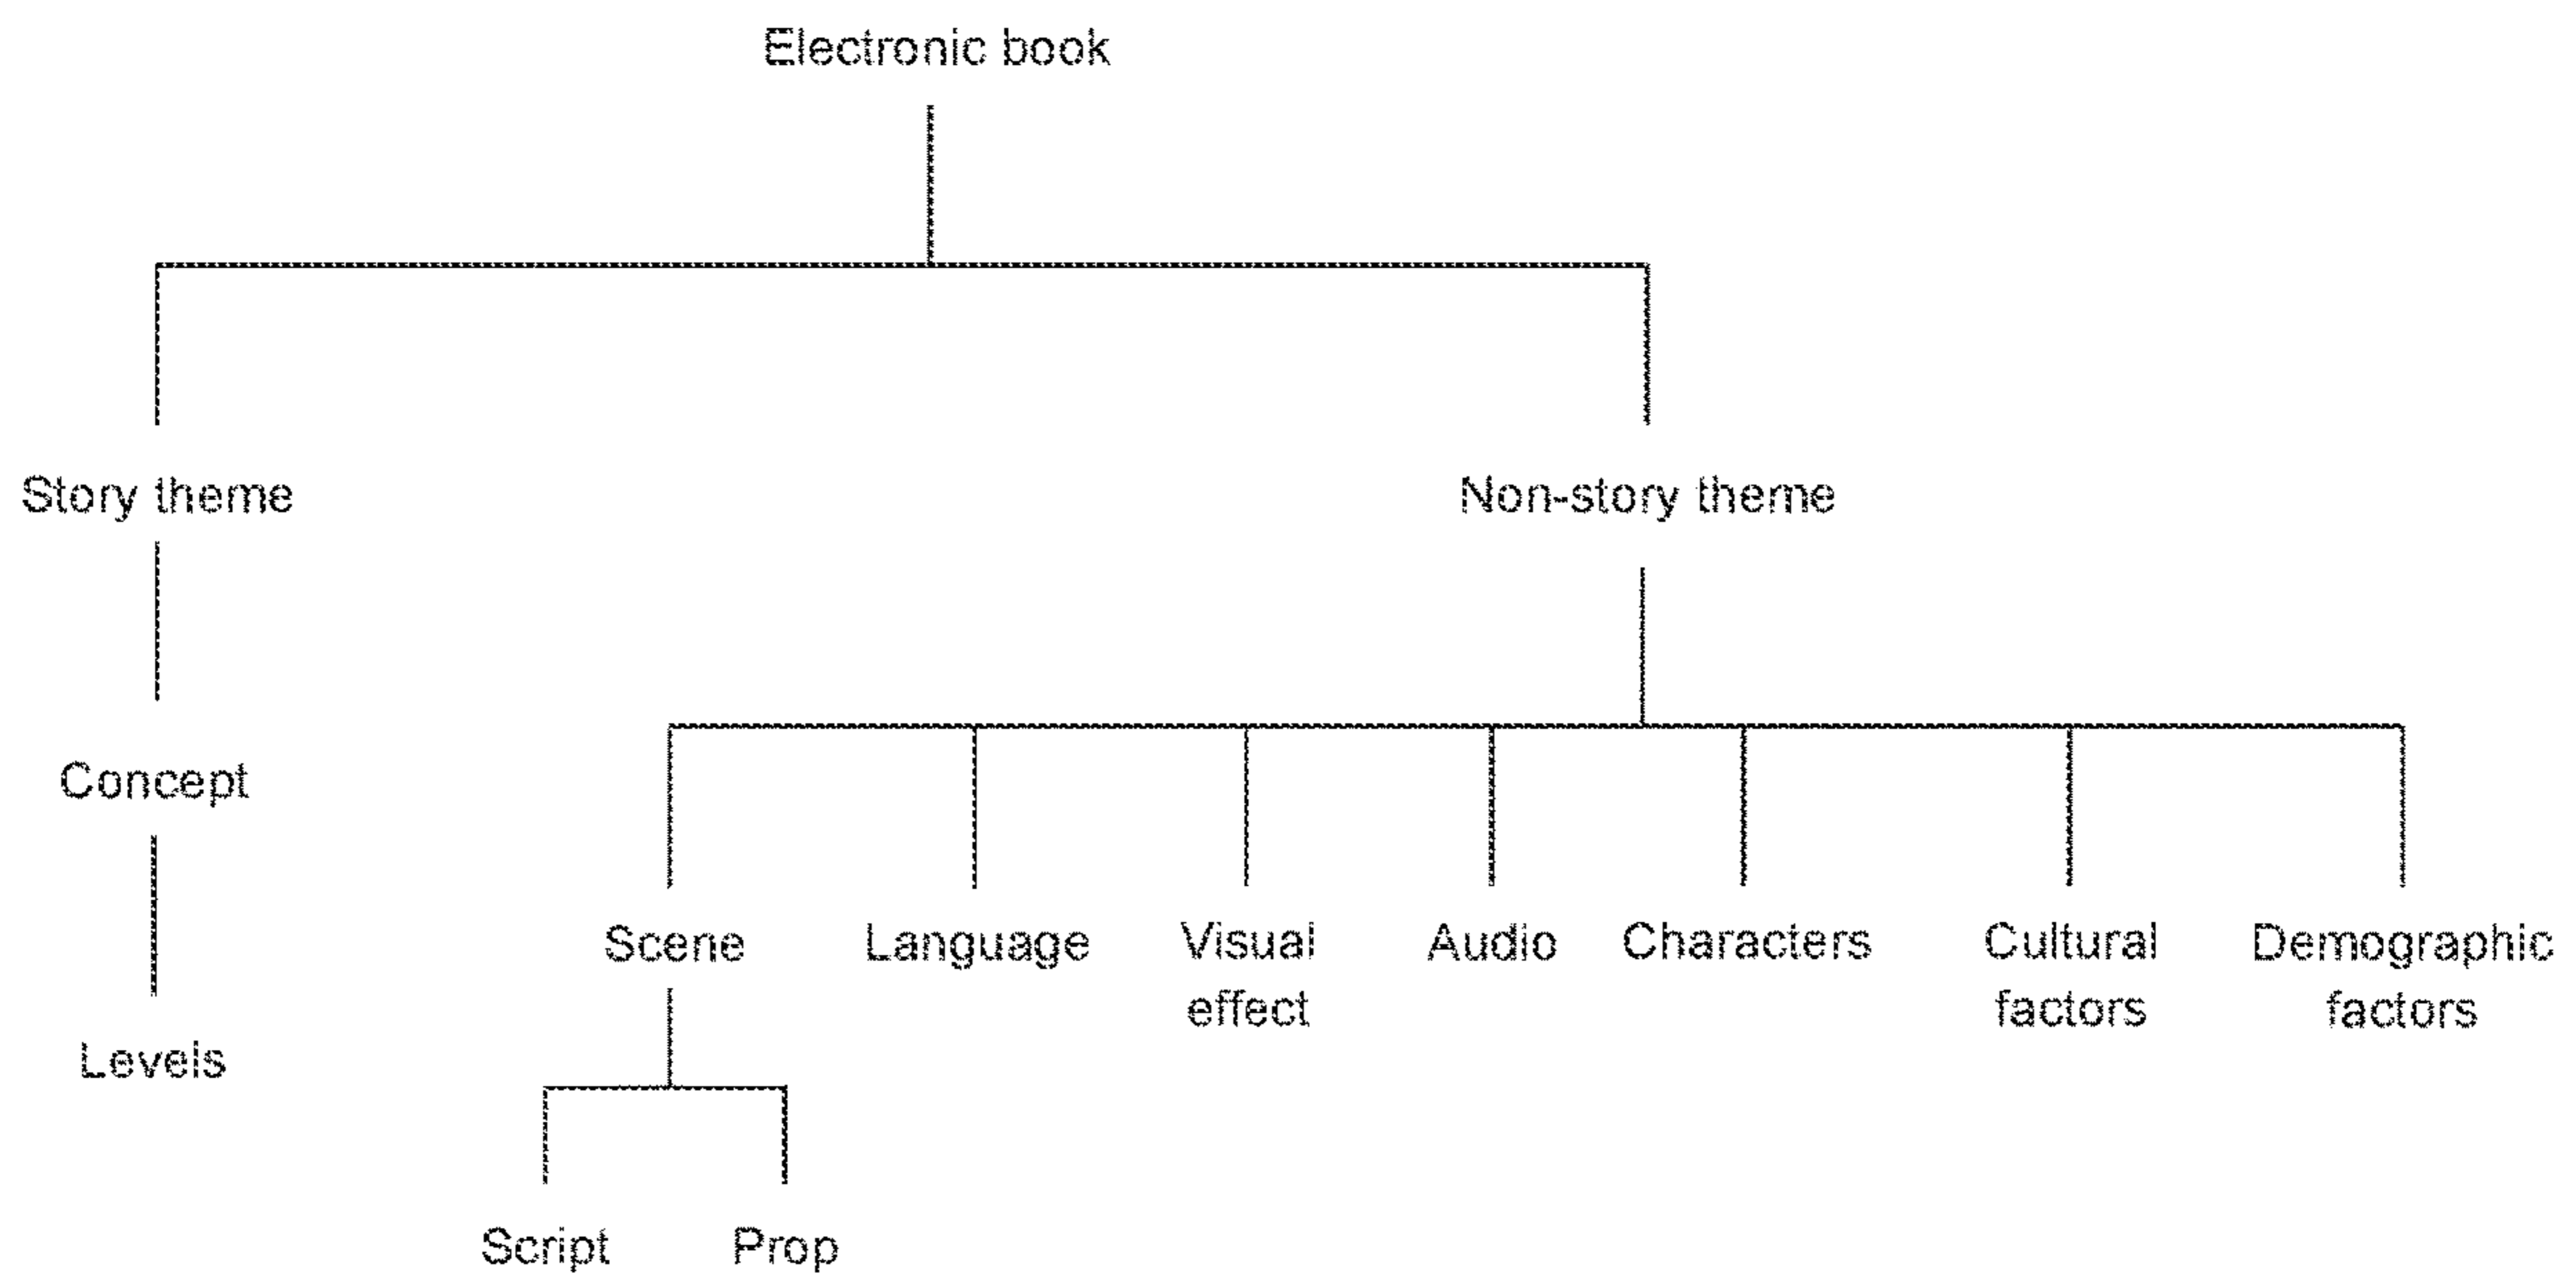 Electronic book
Story theme
Non-story theme
Concept
Scene
Language
Visual
effect
Audio
Characters
Cultural
factors
Demographic
factors
Levels
Script
Prop